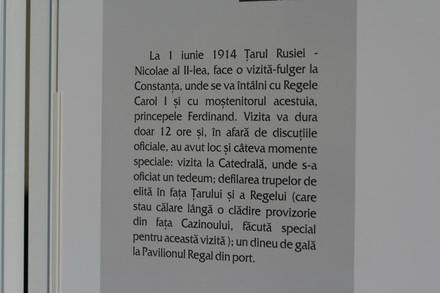 La 1 iunie 1914 Țarul Rusiei -
Nicolae al II-lea, face o vizită-fulger la
Constanța, unde se va întâlni cu Regele
Carol I și cu moștenitorul acestuia,
princepele Ferdinand. Vizita va dura
doar 12 ore și, în afară de discuțiile
oficiale, au avut loc și câteva momente
speciale: vizita la Catedrală, unde s-a
oficiat un tedeum; defilarea trupelor de
elită în fața Țarului și a Regelui (care
stau călare lângă o clădire provizorie
din fața Cazinoului, făcută special
pentru această vizită ); un dineu de gală
la Pavilionul Regal din port.